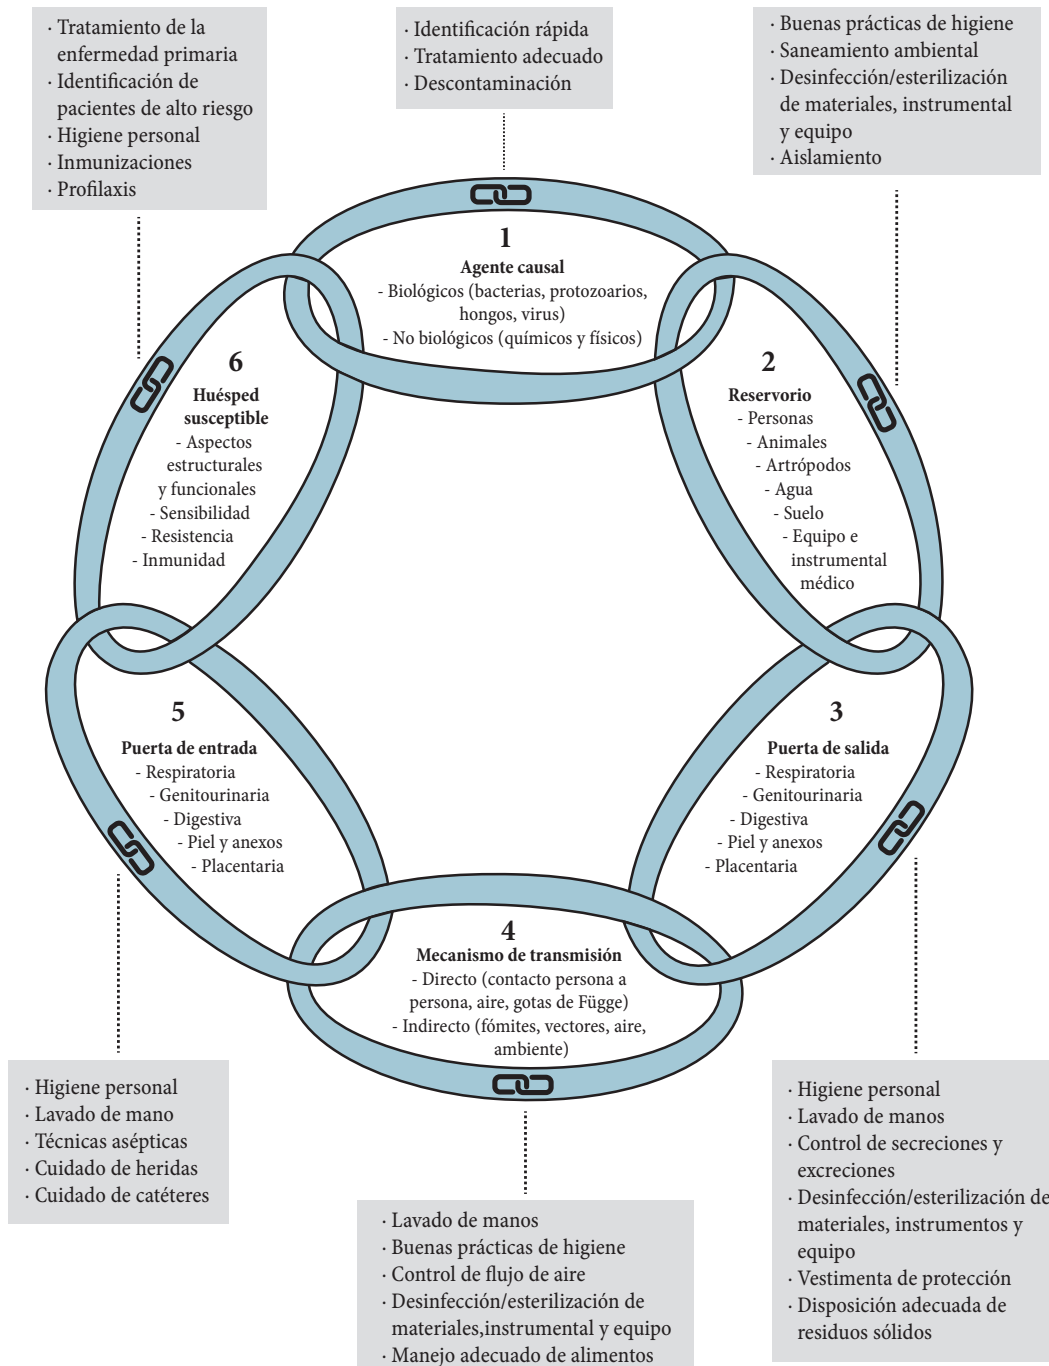 · Tratamiento de la
enfermedad primaria
· Identificación de
pacientes de alto riesgo
· Higiene personal
· Inmunizaciones
· Profilaxis
· Identificación rápida
· Tratamiento adecuado
· Descontaminación
· Buenas prácticas de higiene
· Saneamiento ambiental
· Desinfección/esterilización
de materiales, instrumental
y equipo
· Aislamiento
1
Agente causal
- Biológicos (bacterias, protozoarios,
hongos, virus)
- No biológicos (químicos y físicos)
2
Reservorio
- Personas
- Animales
- Artrópodos
- Agua
- Suelo
- Equipo e
instrumental
médico
3
Puerta de salida
- Respiratoria
- Genitourinaria
- Digestiva
- Piel y anexos
- Placentaria
4
Mecanismo de transmisión
- Directo (contacto persona a
persona, aire, gotas de Függe)
- Indirecto (fómites, vectores, aire,
ambiente)
5
Puerta de entrada
- Respiratoria
- Genitourinaria
- Digestiva
- Piel y anexos
- Placentaria
6
Huésped
susceptible
- Aspectos
estructurales
y funcionales
- Sensibilidad
- Resistencia
- Inmunidad
· Higiene personal
· Lavado de mano
· Técnicas asépticas
· Cuidado de heridas
· Cuidado de catéteres
· Lavado de manos
· Buenas prácticas de higiene
· Control de flujo de aire
· Desinfección/esterilización de
materiales,instrumental y equipo
· Manejo adecuado de alimentos
· Higiene personal
· Lavado de manos
· Control de secreciones y
excreciones
· Desinfección/esterilización de
materiales, instrumentos y
equipo
· Vestimenta de protección
· Disposición adecuada de
residuos sólidos